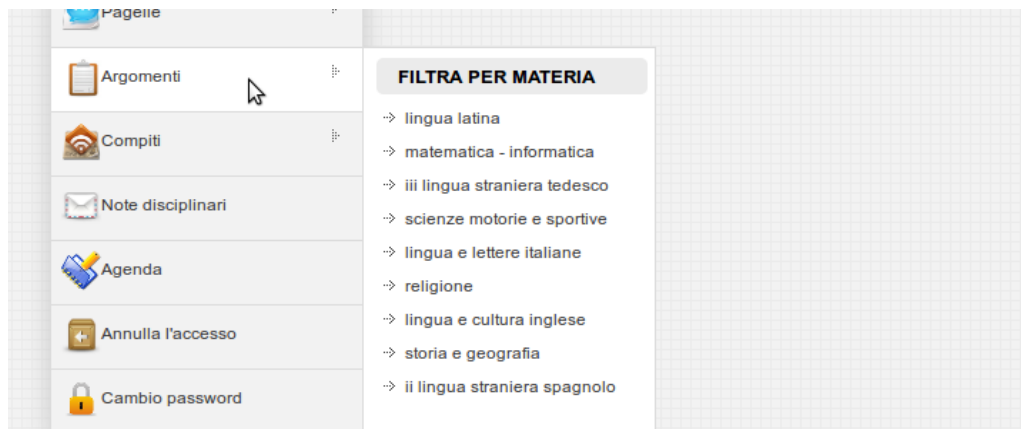 Pagelle
Argomenti
Compiti
Note disciplinari
Agenda
Annulla l'accesso
Cambio password
FILTRA PER MATERIA
lingua latina
matematica - informatica
iii lingua straniera tedesco
scienze motorie e sportive
lingua e lettere italiane
religione
lingua e cultura inglese
storia e geografia
ii lingua straniera spagnolo